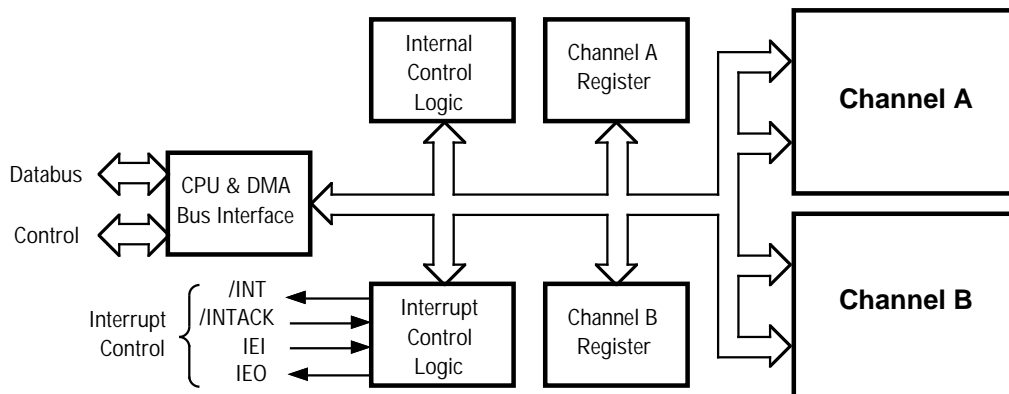 Internal
Control
Logic
Channel A
Register
Channel A
Databus
CPU & DMA
Bus Interface
Control
Channel B
/INT
/INTACK
IEI
IEO
Interrupt
Control
Interrupt
Control
Logic
Channel B
Register